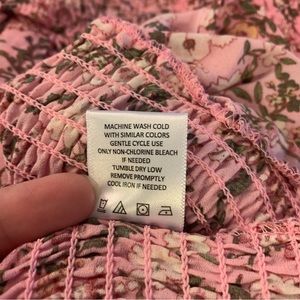 MACHINE WASH COLD
WITH SIMILAR COLORS
GENTLE CYCLE USE
ONLY NON-CHLORINE BLEACH
IF NEEDED
TUMBLE DRY LOW
REMOVE PROMPTLY
COOL IRON IF NEEDED